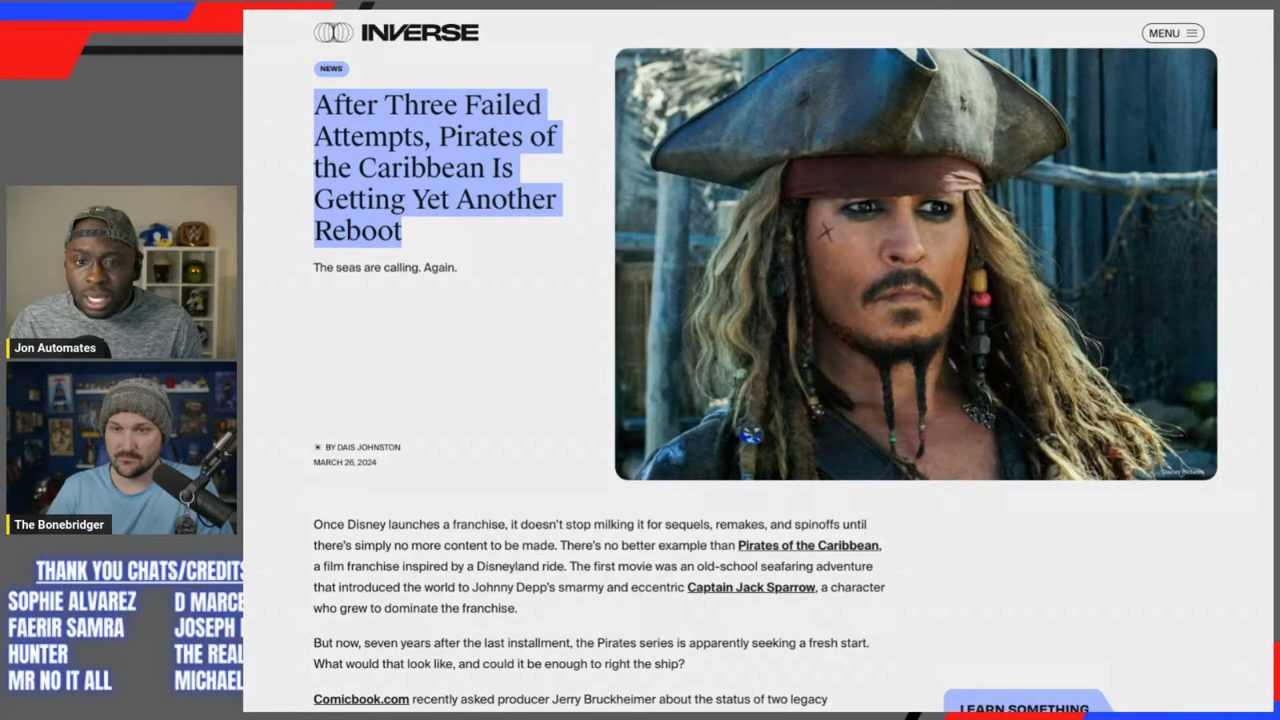 INVERSE
MENU
NEWS
After Three Failed
Attempts, Pirates of
the Caribbean Is
Getting Yet Another
Reboot
The seas are calling. Again.
BY DAIS JOHNSTON
MARCH 26, 2024
Once Disney launches a franchise, it doesn't stop milking it for sequels, remakes, and spinoffs until
there's simply no more content to be made. There's no better example than Pirates of the Caribbean,
a film franchise inspired by a Disneyland ride. The first movie was an old-school seafaring adventure
that introduced the world to Johnny Depp's smarmy and eccentric Captain Jack Sparrow, a character
who grew to dominate the franchise.
But now, seven years after the last installment, the Pirates series is apparently seeking a fresh start.
What would that look like, and could it be enough to right the ship?
Comicbook.com recently asked producer Jerry Bruckheimer about the status of two legacy
LEARN SOMETHING
Jon Automates
The Bonebridger
THANK YOU CHATS/CREDITS
SOPHIE ALVAREZ D MARCE
FAERIR SAMRA JOSEPH
HUNTER THE REAL
MR NO IT ALL MICHAEL